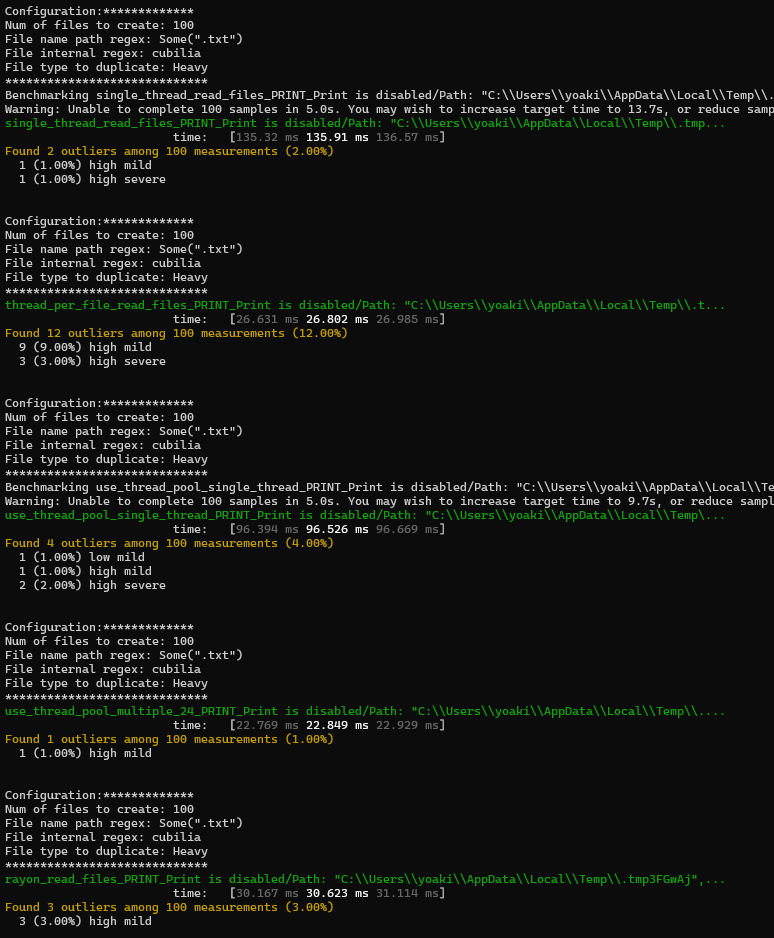 Configuration:*************
Num of files to create: 100
File name path regex: Some(".txt")
File internal regex: cubilia
File type to duplicate: Heavy
*****************************
Benchmarking single_thread_read_files_PRINT_Print is disabled/Path: "C:\\Users\\yoaki\\AppData\\Local\\Temp\\.
Warning: Unable to complete 100 samples in 5.0s. You may wish to increase target time to 13.7s, or reduce samp
single_thread_read_files_PRINT_Print is disabled/Path: "C:\\Users\\yoaki\\AppData\\Local\\Temp\\.tmp...
time: [135.32 ms 135.91 ms 136.57 ms]
Found 2 outliers among 100 measurements (2.00%)
1 (1.00%) high mild
1 (1.00%) high severe
Configuration:*************
Num of files to create: 100
File name path regex: Some(".txt")
File internal regex: cubilia
File type to duplicate: Heavy
*****************************
thread_per_file_read_files_PRINT_Print is disabled/Path: "C:\\Users\\yoaki\\AppData\\Local\\Temp\\.t...
time: [26.631 ms 26.802 ms 26.985 ms]
Found 12 outliers among 100 measurements (12.00%)
9 (9.00%) high mild
3 (3.00%) high severe
Configuration:*************
Num of files to create: 100
File name path regex: Some(".txt")
File internal regex: cubilia
File type to duplicate: Heavy
*****************************
Benchmarking use_thread_pool_single_thread_PRINT_Print is disabled/Path: "C:\\Users\\yoaki\\AppData\\Local\\Te
Warning: Unable to complete 100 samples in 5.0s. You may wish to increase target time to 9.7s, or reduce sampl
use_thread_pool_single_thread_PRINT_Print is disabled/Path: "C:\\Users\\yoaki\\AppData\\Local\\Temp\...
time: [96.394 ms 96.526 ms 96.669 ms]
Found 4 outliers among 100 measurements (4.00%)
1 (1.00%) low mild
1 (1.00%) high mild
2 (2.00%) high severe
Configuration:*************
Num of files to create: 100
File name path regex: Some(".txt")
File internal regex: cubilia
File type to duplicate: Heavy
*****************************
use_thread_pool_multiple_24_PRINT_Print is disabled/Path: "C:\\Users\\yoaki\\AppData\\Local\\Temp\\....
time: [22.769 ms 22.849 ms 22.929 ms]
Found 1 outliers among 100 measurements (1.00%)
1 (1.00%) high mild
Configuration:*************
Num of files to create: 100
File name path regex: Some(".txt")
File internal regex: cubilia
File type to duplicate: Heavy
*****************************
rayon_read_files_PRINT_Print is disabled/Path: "C:\\Users\\yoaki\\AppData\\Local\\Temp\\.tmp3FGwAj",...
time: [30.167 ms 30.623 ms 31.114 ms]
Found 3 outliers among 100 measurements (3.00%)
3 (3.00%) high mild